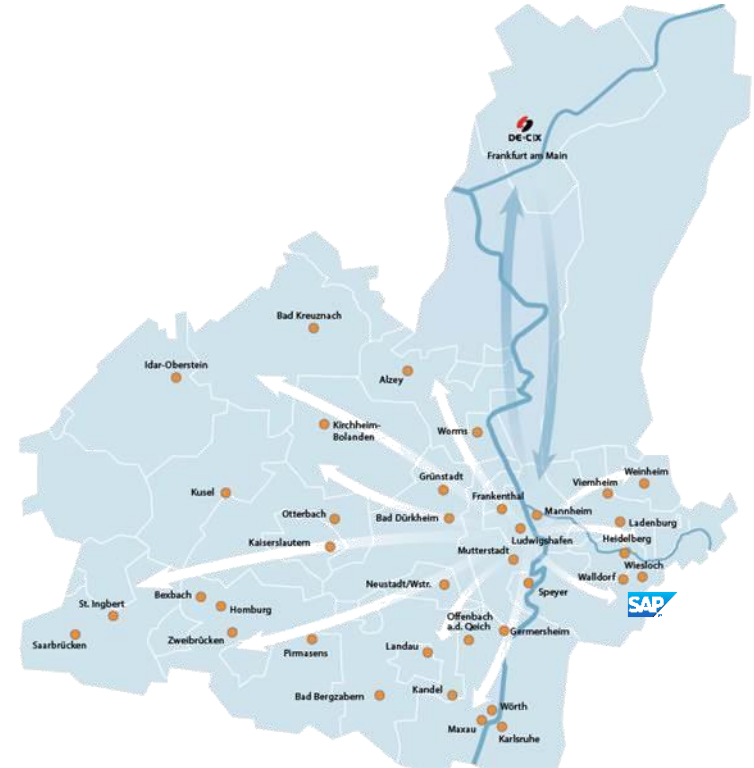 DE-CIX
Frankfurt am Main
Bad Kreuznach
Idar-Oberstein
Alzey
Kirchheim-
Bolanden
Worms
Grünstadt
Weinheim
Viernheim
Kusel
Frankenthal
Otterbach
Bad Dürkheim
Mannheim
Ladenburg
Kaiserslautern
Ludwigshafen
Heidelberg
Mutterstadt
Wiesloch
Walldorf
Neustadt/Wstr.
Speyer
SAP
Bexbach
St. Ingbert
Homburg
Offenbach
a.d. Qeich
Germersheim
Zweibrücken
Saarbrücken
Pirmasens
Landau
Bad Bergzabern
Kandel
Wörth
Maxau
Karlsruhe